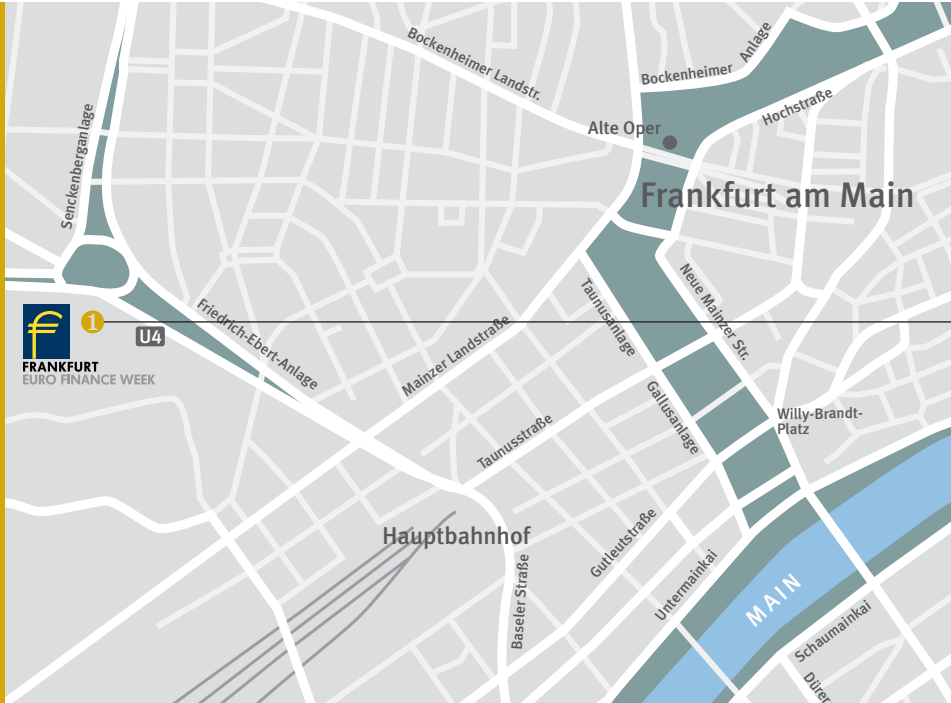 Bockenheimer Landstr.
Bockenheimer Anlage
Hochstraße
Alte Oper
Senckenberganlage
Frankfurt am Main
Neue Mainzer Str.
Taunusanlage
1
U4
FRANKFURT
EURO FINANCE WEEK
Friedrich-Ebert-Anlage
Mainzer Landstraße
Gallusanlage
Taunusstraße
Willy-Brandt-
Platz
Hauptbahnhof
Gutleutstraße
Untermainkai
Baseler Straße
MAIN
Schaumainkai
Dürer